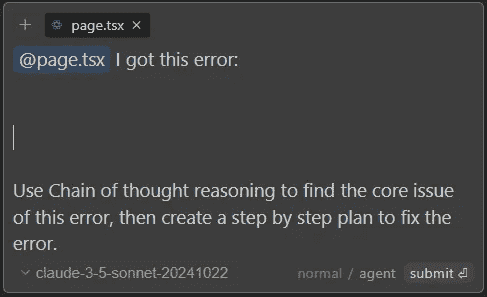 + page.tsx ×
@page.tsx I got this error:
Use Chain of thought reasoning to find the core issue
of this error, then create a step by step plan to fix the
error.
claude-3-5-sonnet-20241022 normal / agent submit ⏎